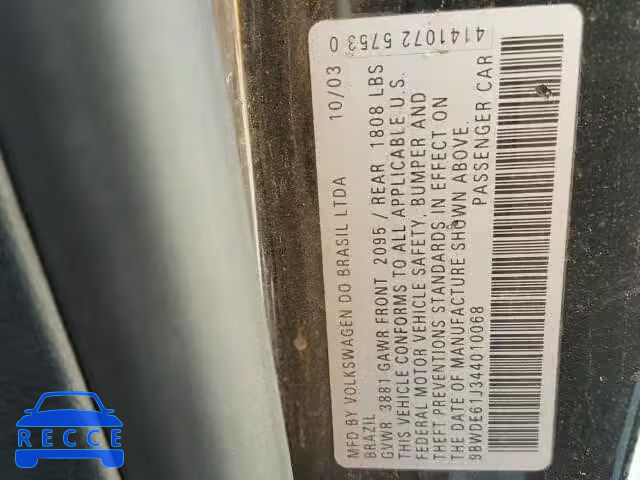 4141072 5753 0
MFD BY VOLKSWAGEN DO BRASIL LTDA 10/03
BRAZIL
GVWR 3881 GAWR FRONT 2095 / REAR 1808 LBS
THIS VEHICLE CONFORMS TO ALL APPLICABLE U.S.
FEDERAL MOTOR VEHICLE SAFETY, BUMPER AND
THEFT PREVENTIONS STANDARDS IN EFFECT ON
THE DATE OF MANUFACTURE SHOWN ABOVE.
9BWDE61J344010068 PASSENGER CAR
RECCE